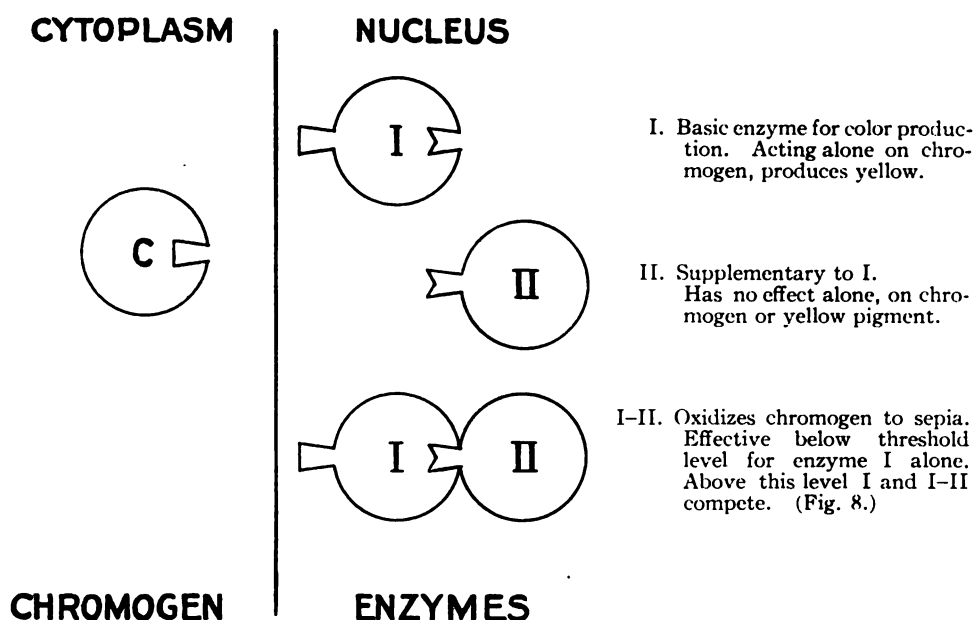 CYTOPLASM
NUCLEUS
I
I. Basic enzyme for color produc-
tion. Acting alone on chro-
mogen, produces yellow.
C
II
II. Supplementary to I.
Has no effect alone, on chro-
mogen or yellow pigment.
I
II
I–II. Oxidizes chromogen to sepia.
Effective below threshold
level for enzyme I alone.
Above this level I and I–II
compete. (Fig. 8.)
CHROMOGEN
ENZYMES